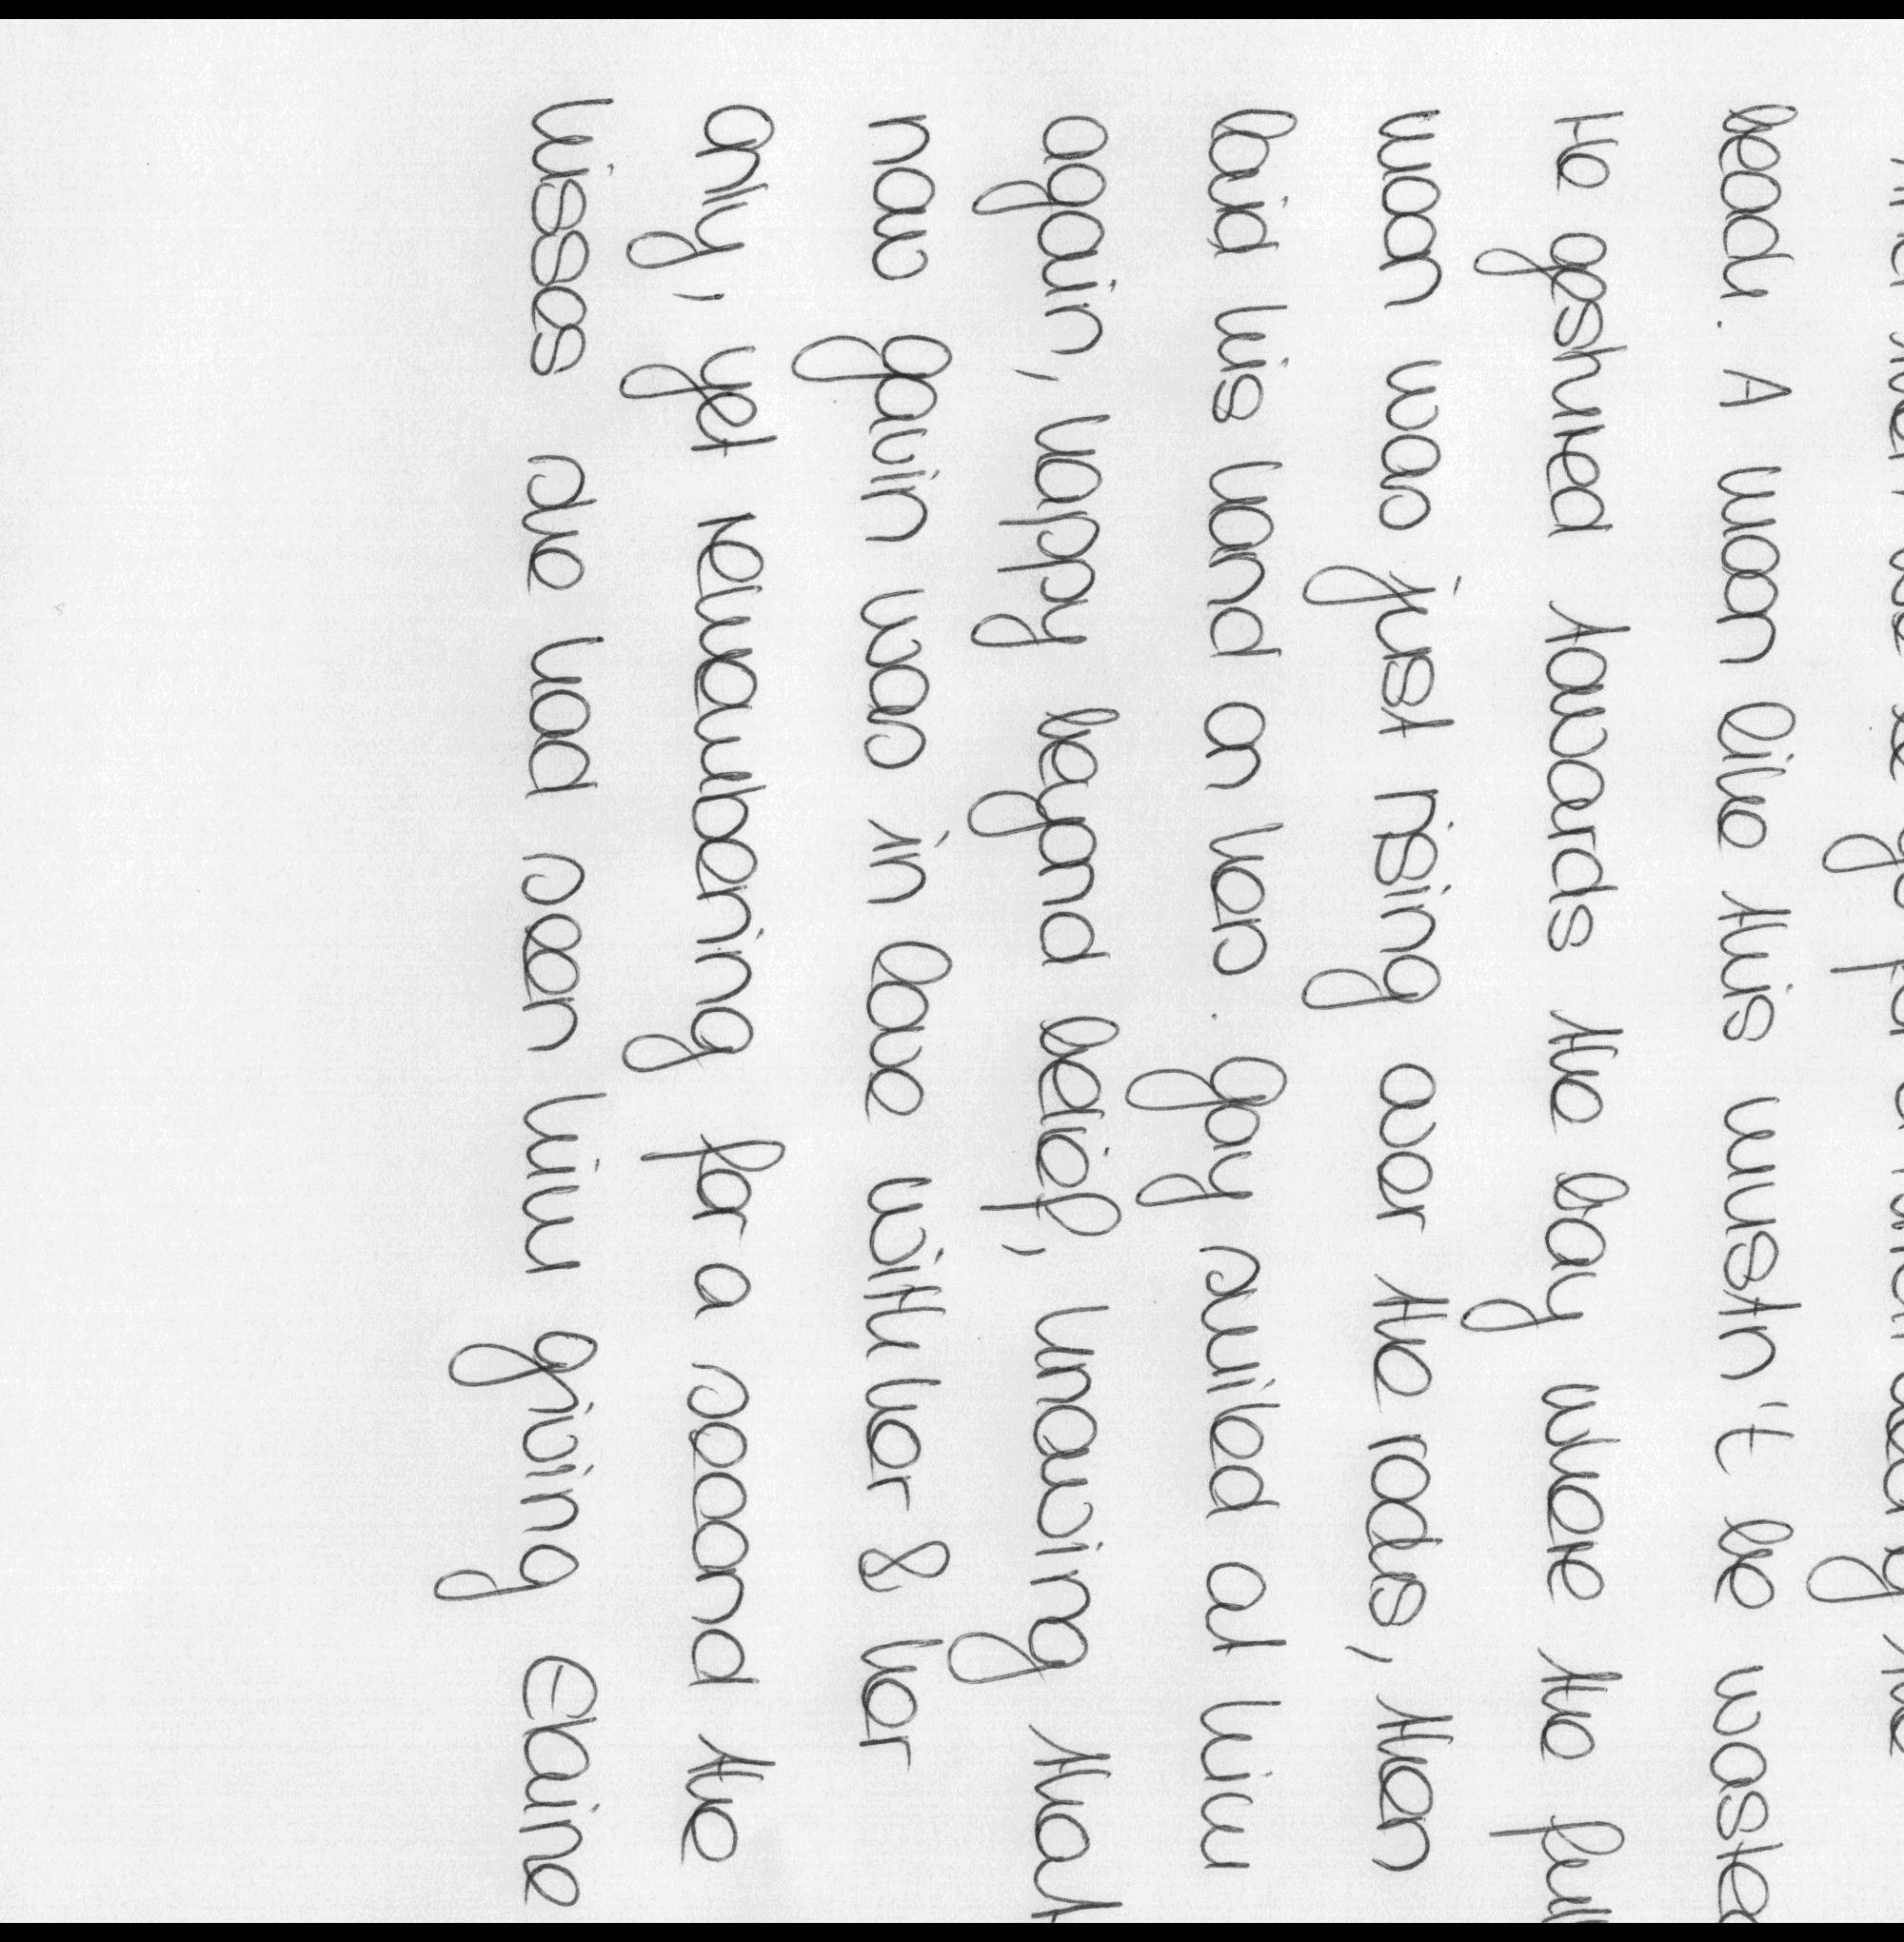 beach. A moon like this mustn't be waste
He gestured towards the bay where the full
moon was just rising over the rocks, then
laid his hand on hers. Gay smiled at him
again, happy beyond belief, knowing that
now Gavin was in love with her & her
only, yet remembering for a second the
kisses she had seen him giving Elaine